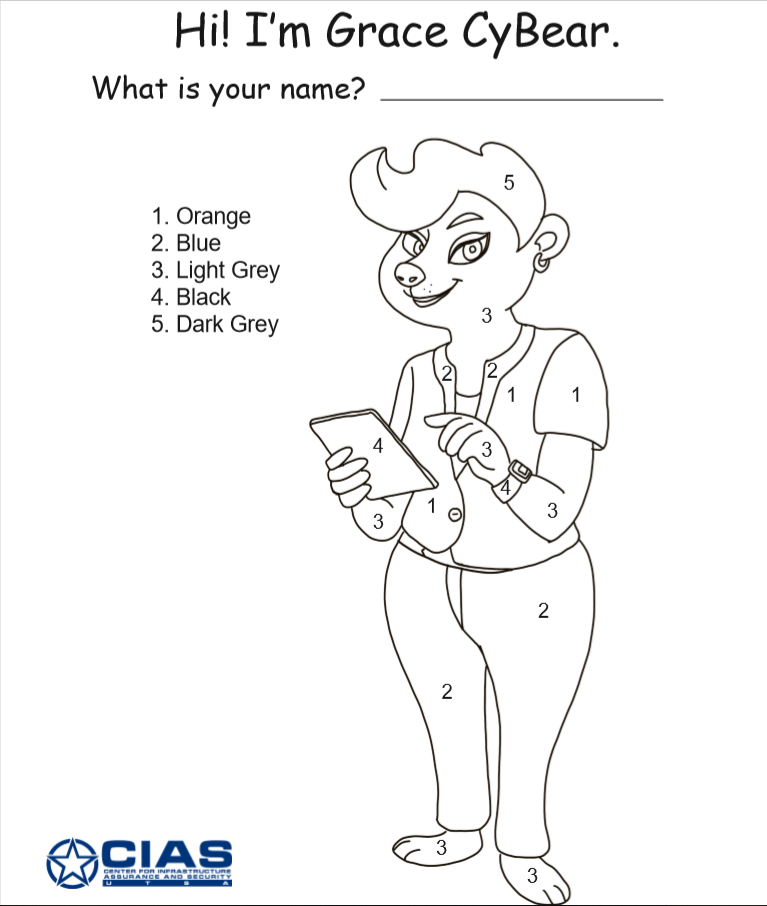 Hi! I'm Grace CyBear.
What is your name? ____________________
1. Orange
2. Blue
3. Light Grey
4. Black
5. Dark Grey
5
3
2 2
1 1
4 3
4
1 3
3
2
2
3
3
CIAS
CENTER FOR INFRASTRUCTURE
ASSURANCE AND SECURITY
U T S A